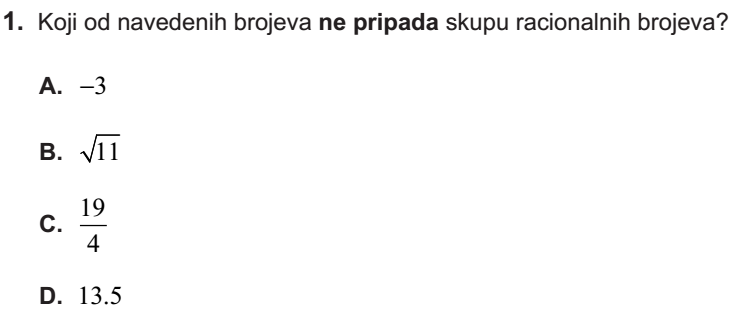 1. Koji od navedenih brojeva ne pripada skupu racionalnih brojeva?
A. −3
B. √11
C. 19/4
D. 13.5